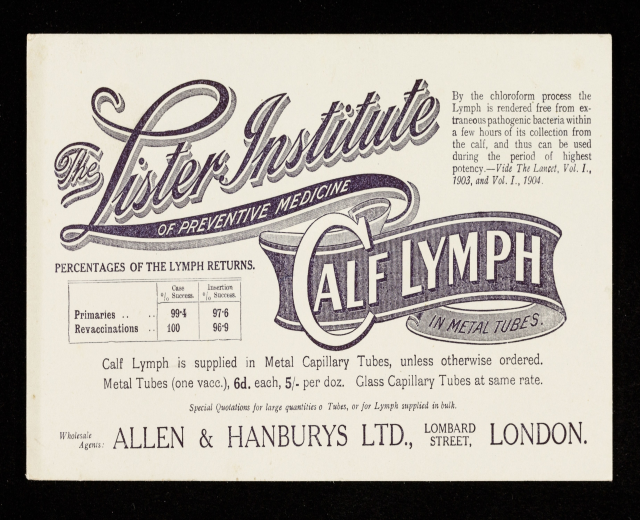 The Lister Institute
OF PREVENTIVE MEDICINE
By the chloroform process the
Lymph is rendered free from ex-
traneous pathogenic bacteria within
a few hours of its collection from
the calf, and thus can be used
during the period of highest
potency.—Vide The Lancet, Vol. I.,
1903, and Vol. I., 1904.
CALF LYMPH
IN METAL TUBES.
PERCENTAGES OF THE LYMPH RETURNS.
Case % Success. Insertion % Success.
Primaries .. .. 99·4 97·6
Revaccinations .. 100 96·9
Calf Lymph is supplied in Metal Capillary Tubes, unless otherwise ordered.
Metal Tubes (one vacc.), 6d. each, 5/- per doz. Glass Capillary Tubes at same rate.
Special Quotations for large quantities o Tubes, or for Lymph supplied in bulk.
Wholesale Agents: ALLEN & HANBURYS LTD., LOMBARD STREET, LONDON.